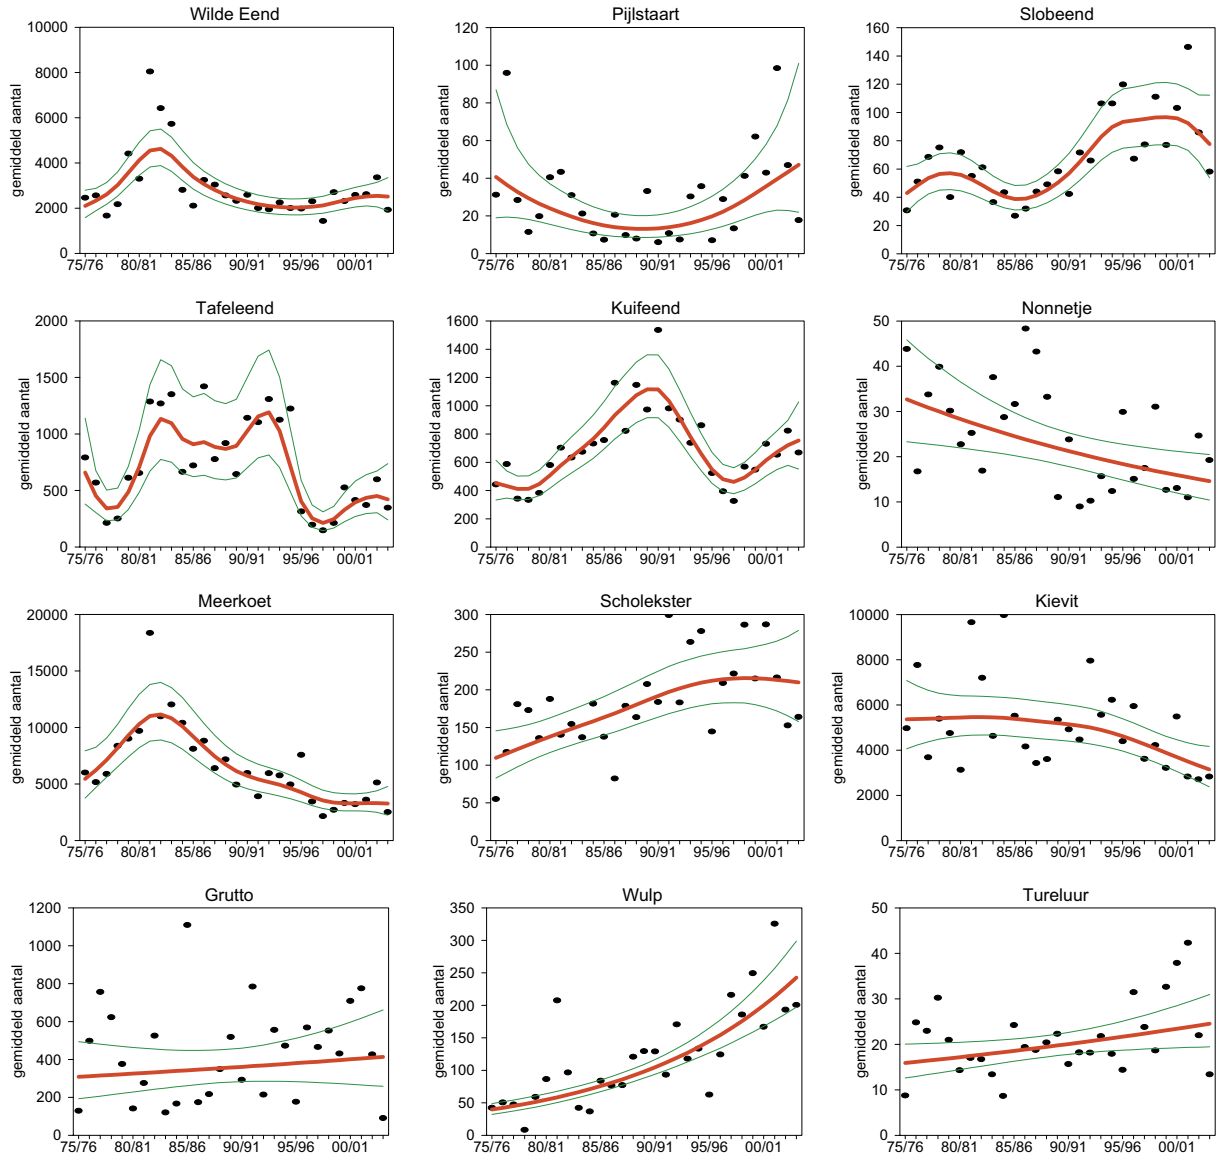 Wilde Eend
Pijlstaart
Slobeend
gemiddeld aantal
10000
8000
6000
4000
2000
0
75/76 80/81 85/86 90/91 95/96 00/01
gemiddeld aantal
120
100
80
60
40
20
0
75/76 80/81 85/86 90/91 95/96 00/01
gemiddeld aantal
160
140
120
100
80
60
40
20
0
75/76 80/81 85/86 90/91 95/96 00/01
Tafeleend
Kuifeend
Nonnetje
gemiddeld aantal
2000
1500
1000
500
0
75/76 80/81 85/86 90/91 95/96 00/01
gemiddeld aantal
1600
1400
1200
1000
800
600
400
200
0
75/76 80/81 85/86 90/91 95/96 00/01
gemiddeld aantal
50
40
30
20
10
0
75/76 80/81 85/86 90/91 95/96 00/01
Meerkoet
Scholekster
Kievit
gemiddeld aantal
20000
15000
10000
5000
0
75/76 80/81 85/86 90/91 95/96 00/01
gemiddeld aantal
300
250
200
150
100
50
0
75/76 80/81 85/86 90/91 95/96 00/01
gemiddeld aantal
10000
8000
6000
4000
2000
0
75/76 80/81 85/86 90/91 95/96 00/01
Grutto
Wulp
Tureluur
gemiddeld aantal
1200
1000
800
600
400
200
0
75/76 80/81 85/86 90/91 95/96 00/01
gemiddeld aantal
350
300
250
200
150
100
50
0
75/76 80/81 85/86 90/91 95/96 00/01
gemiddeld aantal
50
40
30
20
10
0
75/76 80/81 85/86 90/91 95/96 00/01